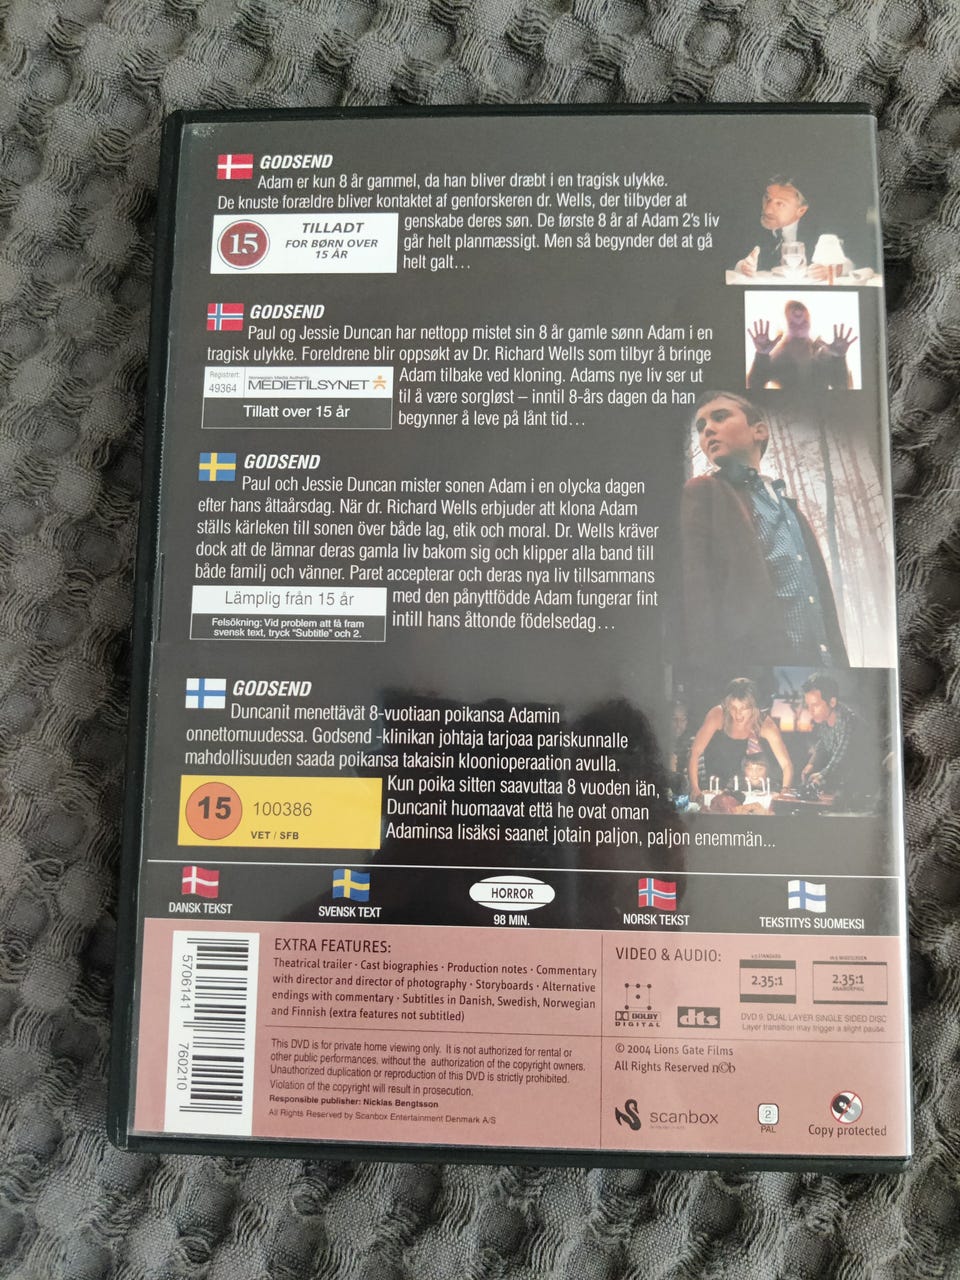 GODSEND
Adam er kun 8 år gammel, da han bliver dræbt i en tragisk ulykke.
De knuste forældre bliver kontaktet af genforskeren dr. Wells, der tilbyder at
genskabe deres søn. De første 8 år af Adam 2's liv
går helt planmæssigt. Men så begynder det at gå
helt galt...
15
TILLADT
FOR BØRN OVER
15 ÅR
GODSEND
Paul og Jessie Duncan har nettopp mistet sin 8 år gamle sønn Adam i en
tragisk ulykke. Foreldrene blir oppsøkt av Dr. Richard Wells som tilbyr å bringe
Adam tilbake ved kloning. Adams nye liv ser ut
til å være sorgløst – inntil 8-års dagen da han
begynner å leve på lånt tid...
Registrert:
49364
Norwegian Media Authority
MEDIETILSYNET
Tillatt over 15 år
GODSEND
Paul och Jessie Duncan mister sonen Adam i en olycka dagen
efter hans åttaårsdag. När dr. Richard Wells erbjuder att klona Adam
ställs kärleken till sonen över både lag, etik och moral. Dr. Wells kräver
dock att de lämnar deras gamla liv bakom sig och klipper alla band till
både familj och vänner. Paret accepterar och deras nya liv tillsammans
med den pånyttfödde Adam fungerar fint
intill hans åttonde födelsedag...
Lämplig från 15 år
Felsökning: Vid problem att få fram
svensk text, tryck "Subtitle" och 2.
GODSEND
Duncanit menettävät 8-vuotiaan poikansa Adamin
onnettomuudessa. Godsend -klinikan johtaja tarjoaa pariskunnalle
mahdollisuuden saada poikansa takaisin kloonioperaation avulla.
Kun poika sitten saavuttaa 8 vuoden iän,
Duncanit huomaavat että he ovat oman
Adaminsa lisäksi saanet jotain paljon, paljon enemmän...
15
100386
VET / SFB
DANSK TEKST
SVENSK TEXT
HORROR
98 MIN.
NORSK TEKST
TEKSTITYS SUOMEKSI
5706141 760210
EXTRA FEATURES:
Theatrical trailer · Cast biographies · Production notes · Commentary
with director and director of photography · Storyboards · Alternative
endings with commentary · Subtitles in Danish, Swedish, Norwegian
and Finnish (extra features not subtitled)
This DVD is for private home viewing only. It is not authorized for rental or
other public performances, without the authorization of the copyright owners.
Unauthorized duplication or reproduction of this DVD is strictly prohibited.
Violation of the copyright will result in prosecution.
Responsible publisher: Nicklas Bengtsson
All Rights Reserved by Scanbox Entertainment Denmark A/S
VIDEO & AUDIO:
DOLBY
DIGITAL
dts
2.35:1
2.35:1
ANAMORPHIC
DVD 9: DUAL LAYER SINGLE SIDED DISC
Layer transition may trigger a slight pause.
© 2004 Lions Gate Films
All Rights Reserved n©b
scanbox
2
PAL
Copy protected